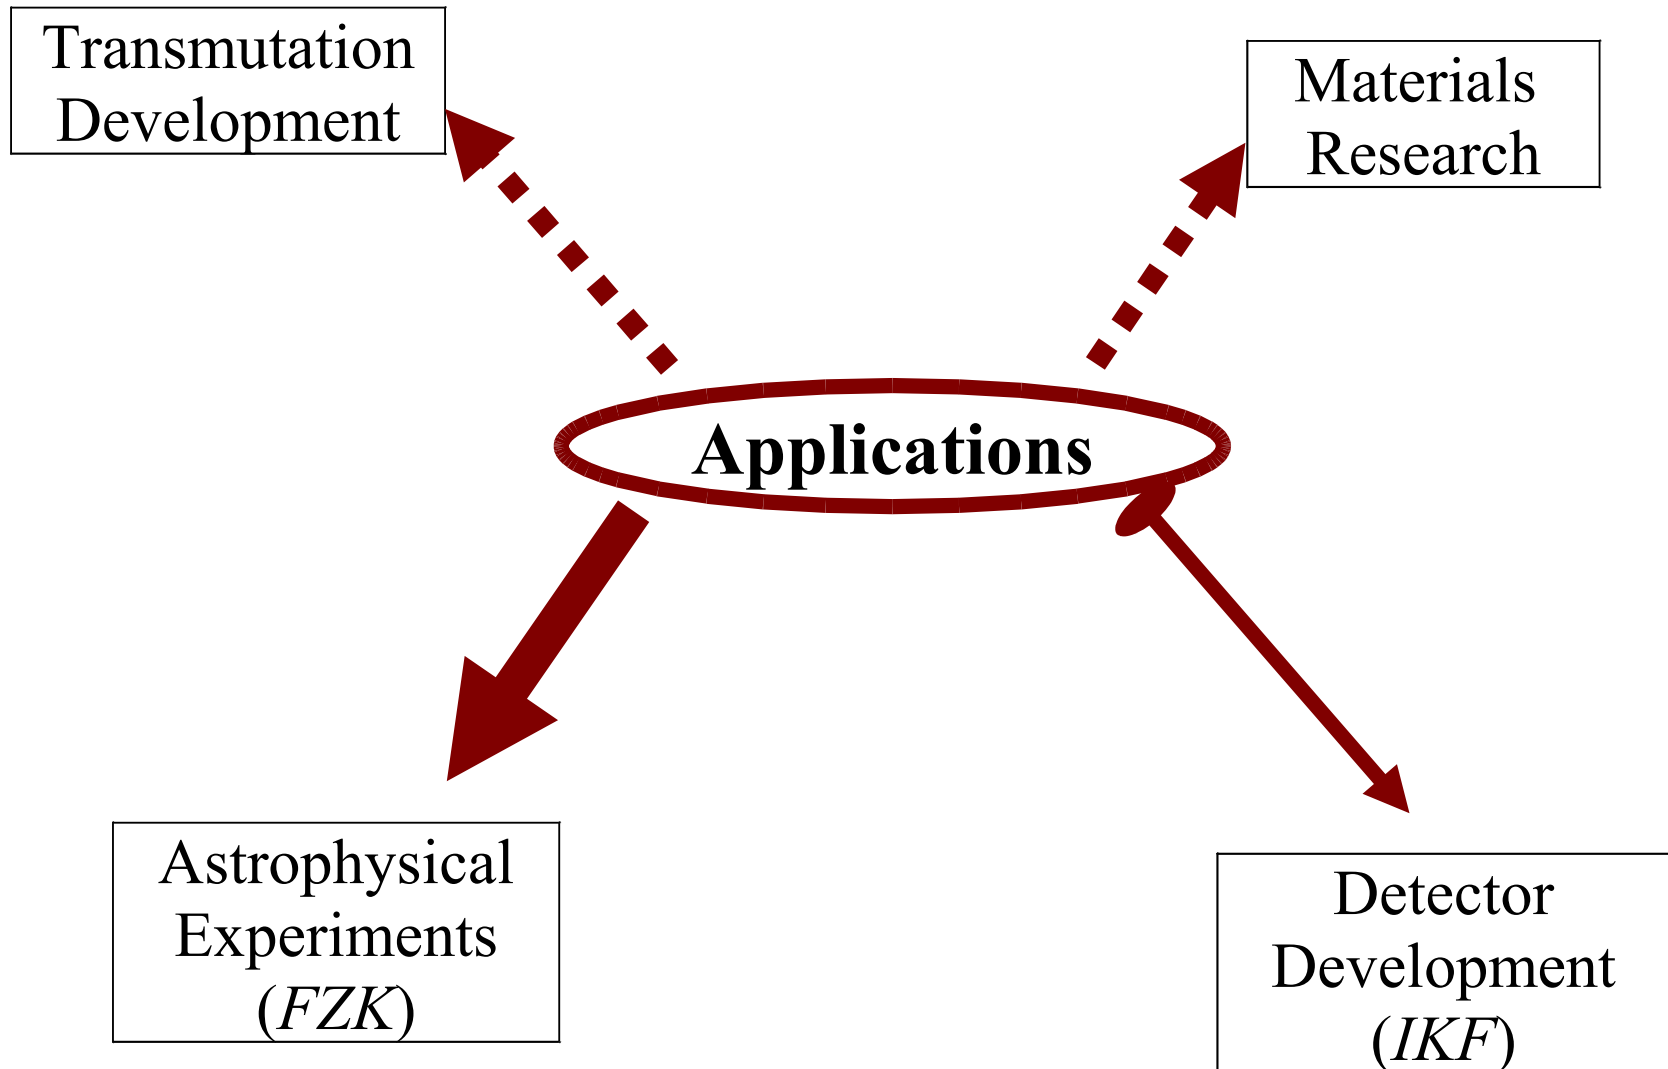 Transmutation
Development
Materials
Research
Applications
Astrophysical
Experiments
(FZK)
Detector
Development
(IKF)